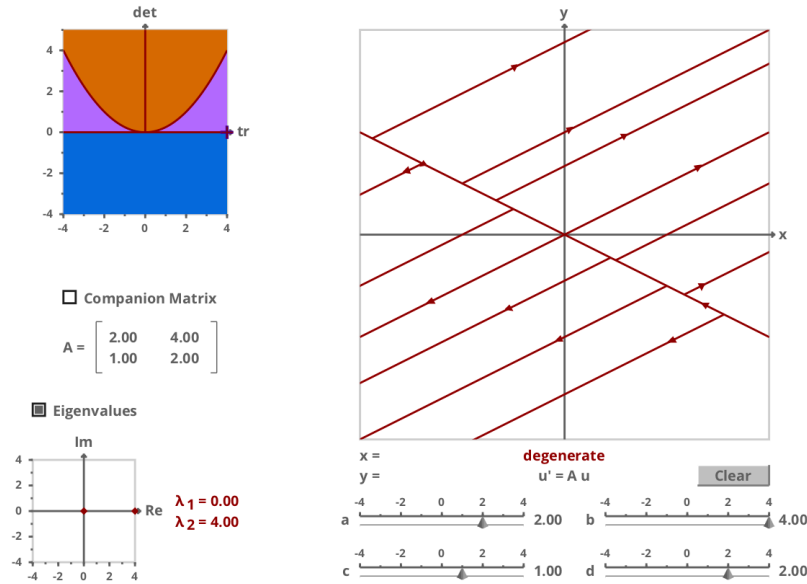 det
4
2
0
-2
-4
tr
-4 -2 0 2 4
Companion Matrix
A = 2.00 4.00
1.00 2.00
Eigenvalues
Im
4
2
0
-2
-4
Re
-4 -2 0 2 4
λ1 = 0.00
λ2 = 4.00
y
x
x =
degenerate
y =
u' = A u
Clear
-4 -2 0 2 4
a 2.00
-4 -2 0 2 4
b 4.00
-4 -2 0 2 4
c 1.00
-4 -2 0 2 4
d 2.00